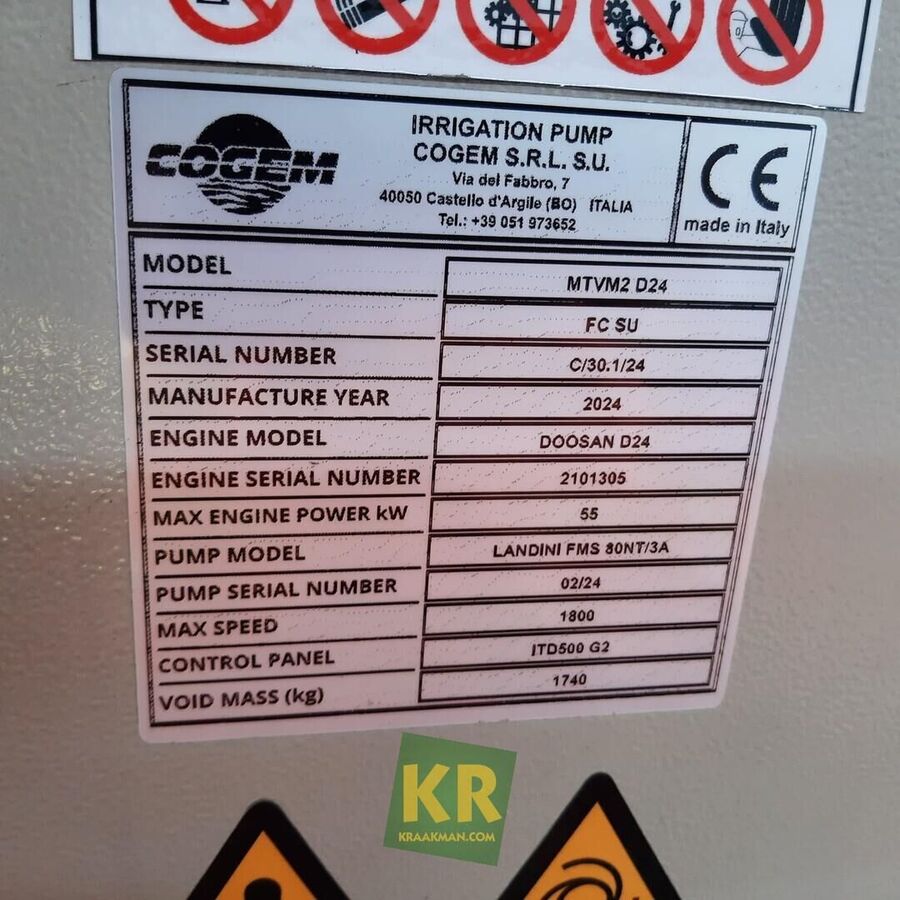 COGEM
IRRIGATION PUMP
COGEM S.R.L. S.U.
Via del Fabbro, 7
40050 Castello d'Argile (BO) ITALIA
Tel.: +39 051 973652
CE
made in Italy
MODEL MTVM2 D24
TYPE FC SU
SERIAL NUMBER C/30.1/24
MANUFACTURE YEAR 2024
ENGINE MODEL DOOSAN D24
ENGINE SERIAL NUMBER 2101305
MAX ENGINE POWER kW 55
PUMP MODEL LANDINI FMS 80NT/3A
PUMP SERIAL NUMBER 02/24
MAX SPEED 1800
CONTROL PANEL ITD500 G2
VOID MASS (kg) 1740
KR
KRAAKMAN.COM